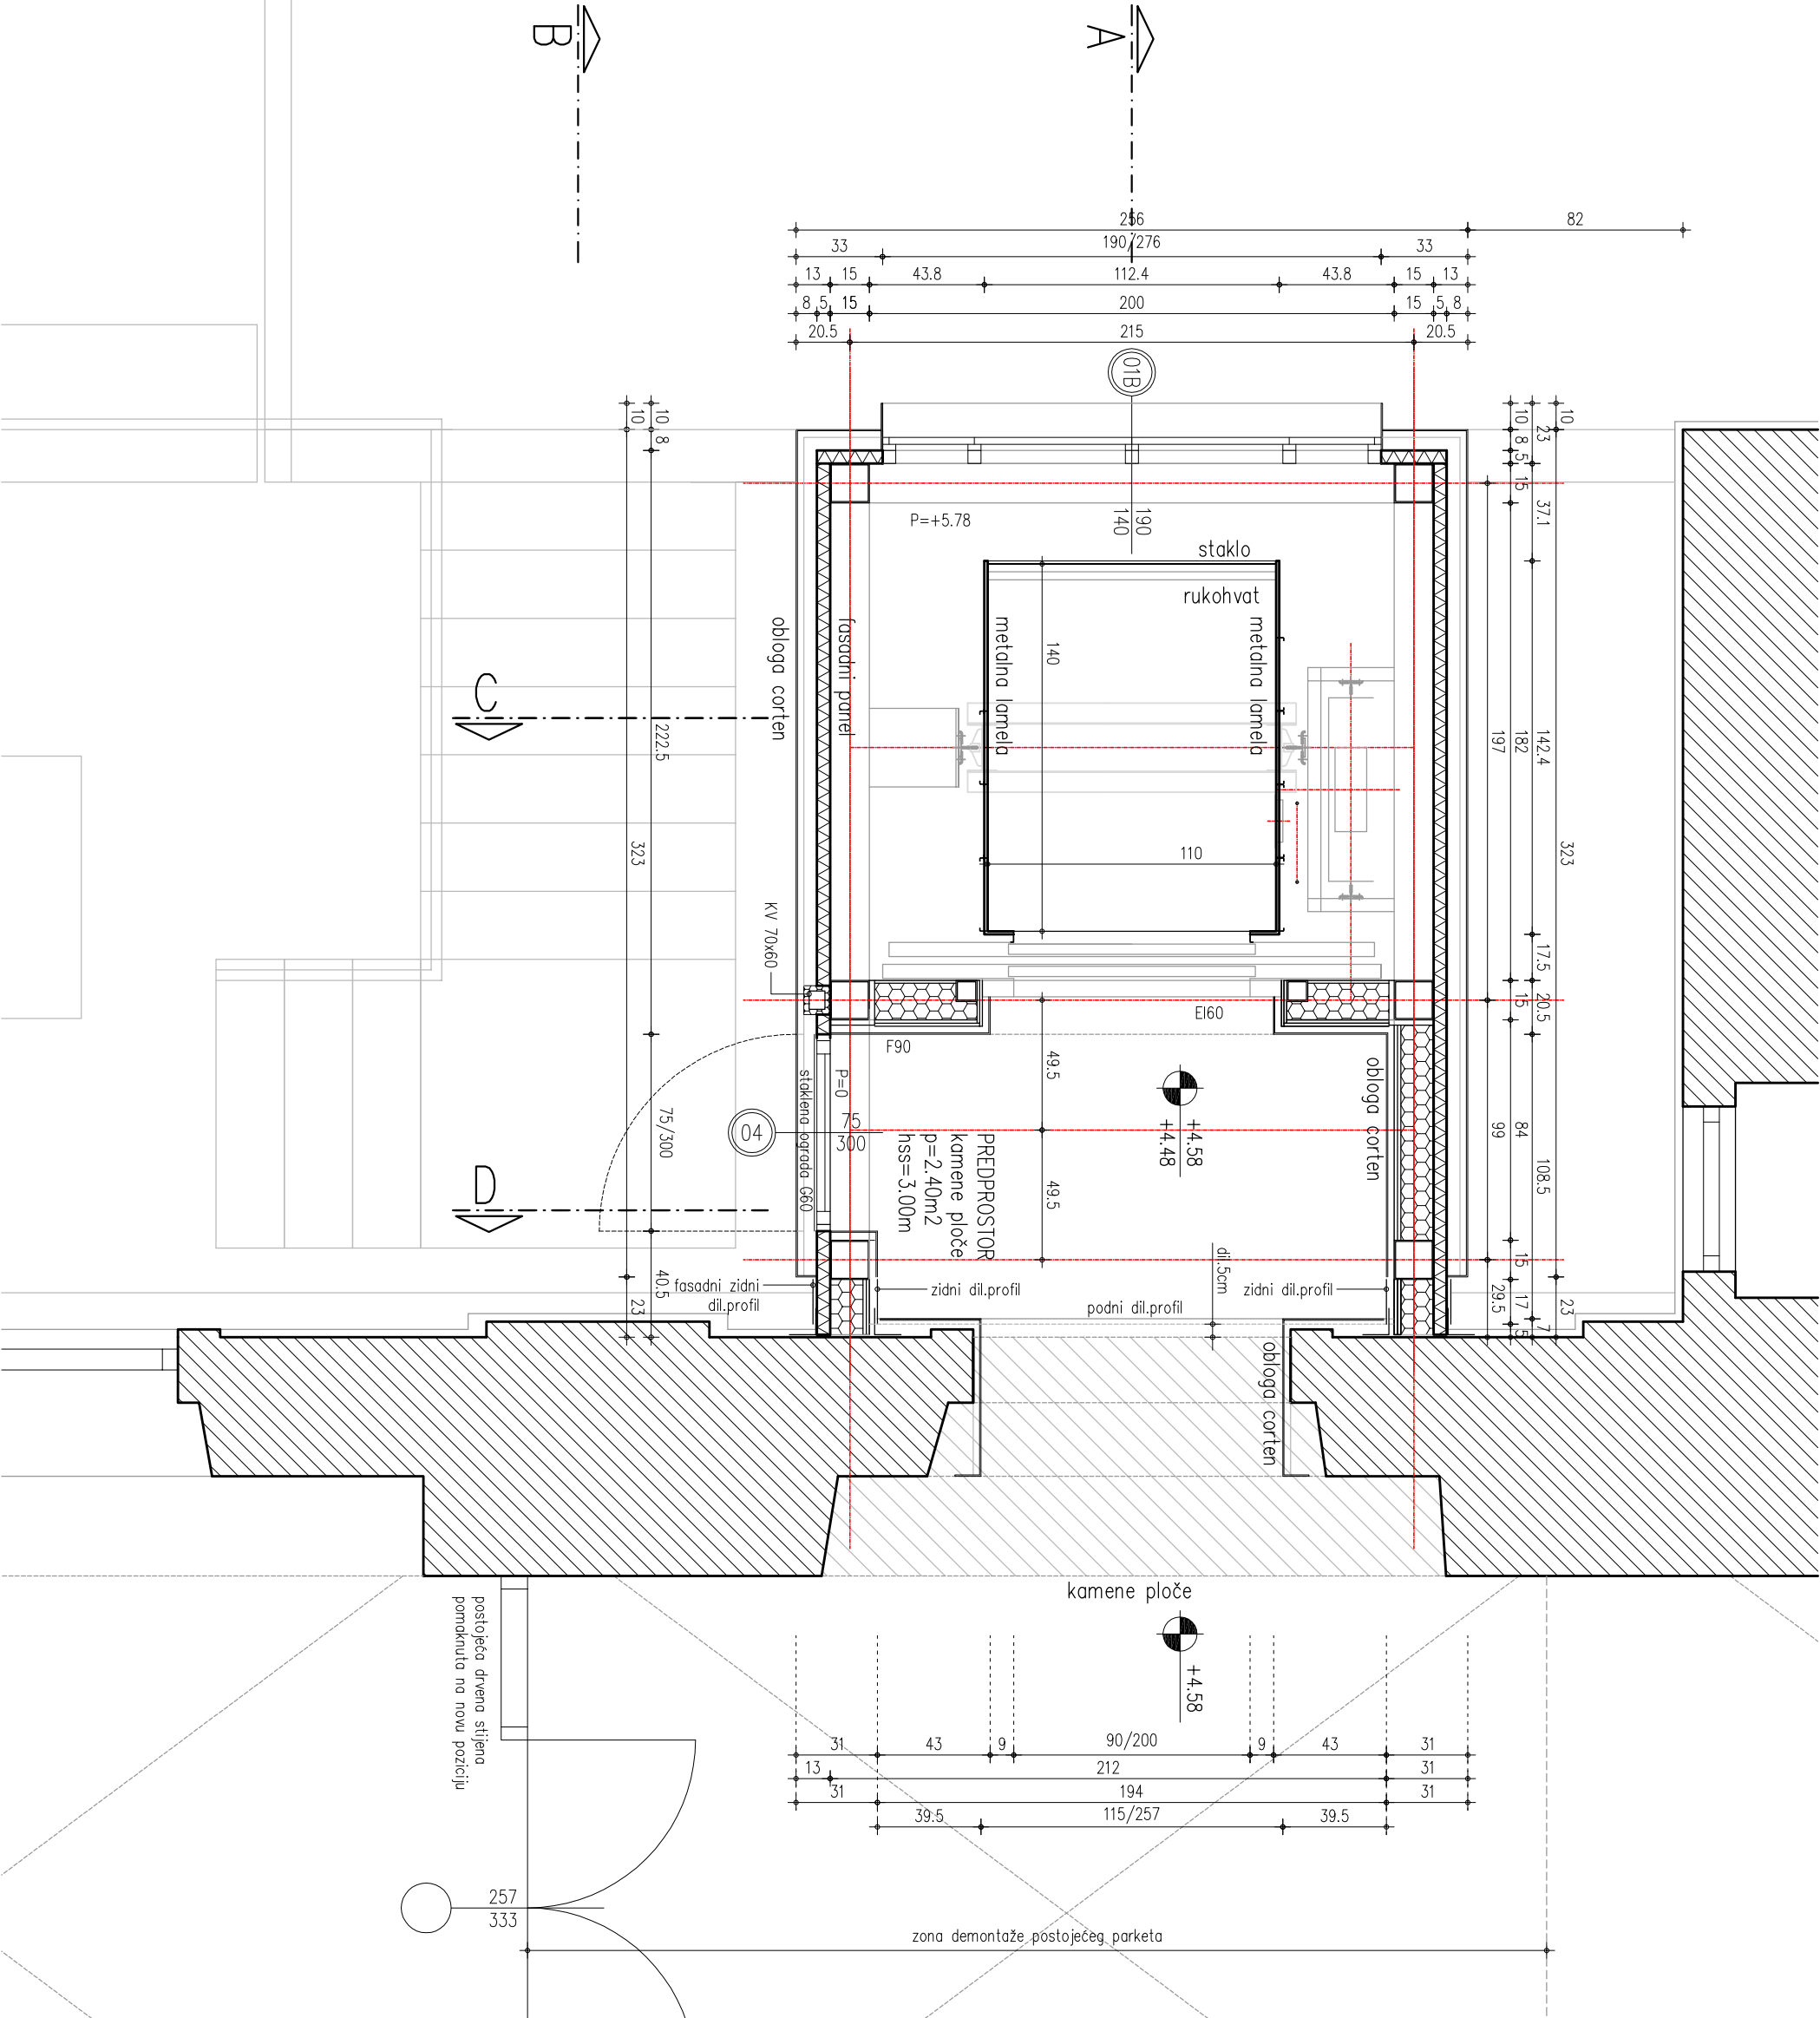 B
A
256
82
33
190/276
33
13
15
43.8
112.4
43.8
15
13
8
5
15
200
15
5
8
20.5
215
20.5
01B
10
10
8
10
8
5
15
23
37.1
10
P=+5.78
190
140
staklo
rukohvat
metalna lamela
metalna lamela
fasadni panel
obloga corten
140
110
C
222.5
323
142.4
182
197
323
17.5
20.5
15
KV 70x60
EI60
F90
49.5
49.5
+4.58
+4.48
obloga corten
P=0
staklena ograda G60
04
75
300
75/300
PREDPROSTOR
kamene ploče
p=2.40m2
hss=3.00m
84
99
108.5
D
dil.5cm
40.5
23
fasadni zidni
dil.profil
zidni dil.profil
podni dil.profil
zidni dil.profil
15
17
29.5
5
7
23
obloga corten
kamene ploče
+4.58
postojeća drvena stijena
pomaknuta na novu poziciju
31
43
9
90/200
9
43
31
13
212
31
31
194
31
39.5
115/257
39.5
257
333
zona demontaže postojećeg parketa